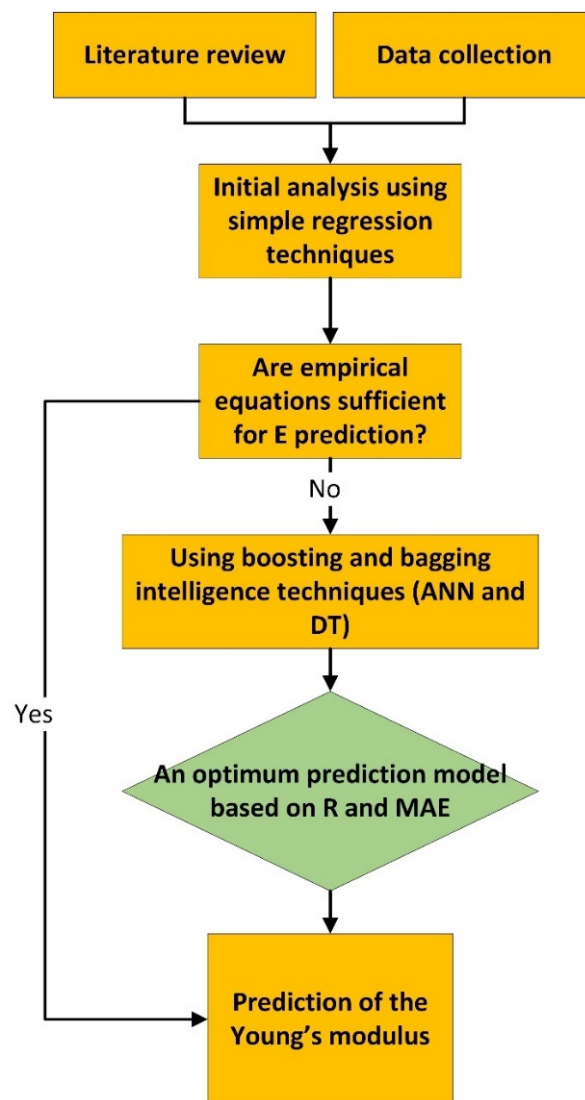 Literature review
Data collection
Initial analysis using
simple regression
techniques
Are empirical
equations sufficient
for E prediction?
No
Using boosting and bagging
intelligence techniques (ANN and
DT)
Yes
An optimum prediction model
based on R and MAE
Prediction of the
Young's modulus